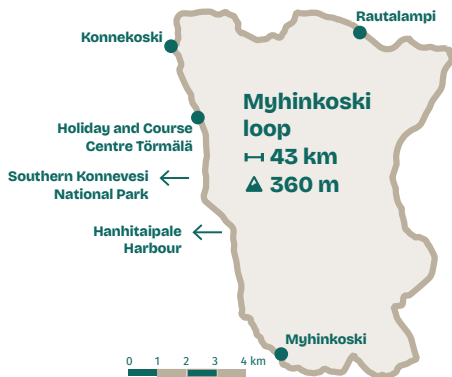 Rautalampi
Konnekoski
Myhinkoski
loop
43 km
360 m
Holiday and Course
Centre Törmälä
Southern Konnevesi
National Park
Hanhitaipale
Harbour
Myhinkoski
0 1 2 3 4 km